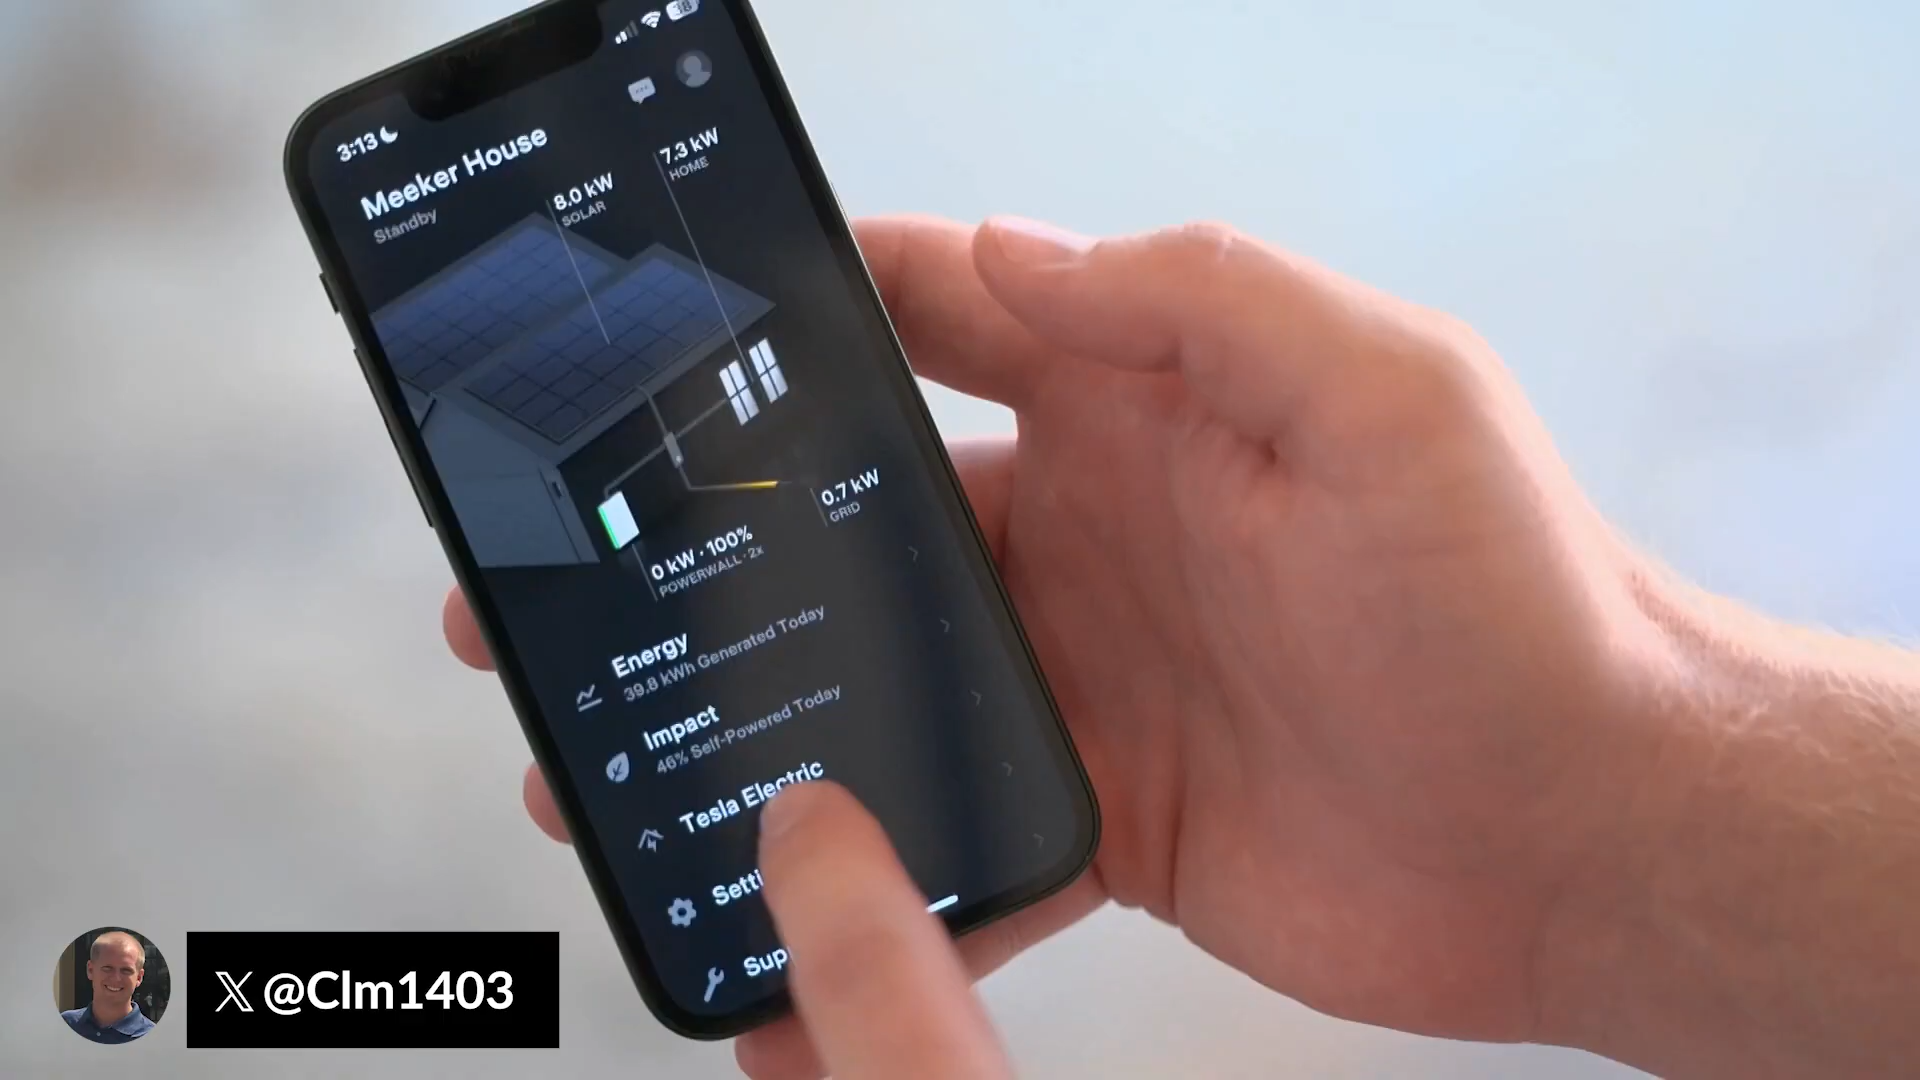 3:13
38
Meeker House
Standby
8.0 kW
SOLAR
7.3 kW
HOME
0.7 kW
GRID
0 kW · 100%
POWERWALL · 2x
Energy
39.8 kWh Generated Today
Impact
46% Self-Powered Today
Tesla Electric
Setti
Sup
X @Clm1403